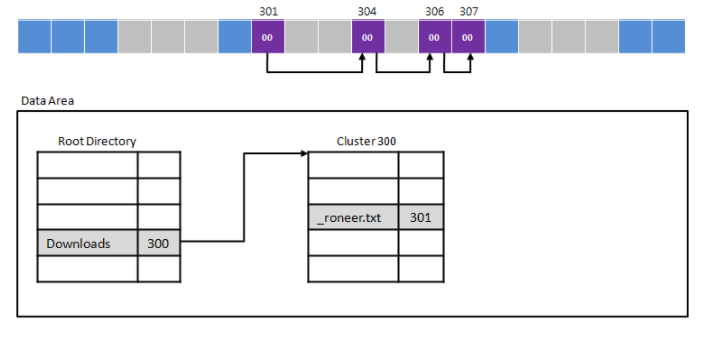 301 304 306 307
00 00 00 00
Data Area
Root Directory Cluster 300
_roneer.txt 301
Downloads 300